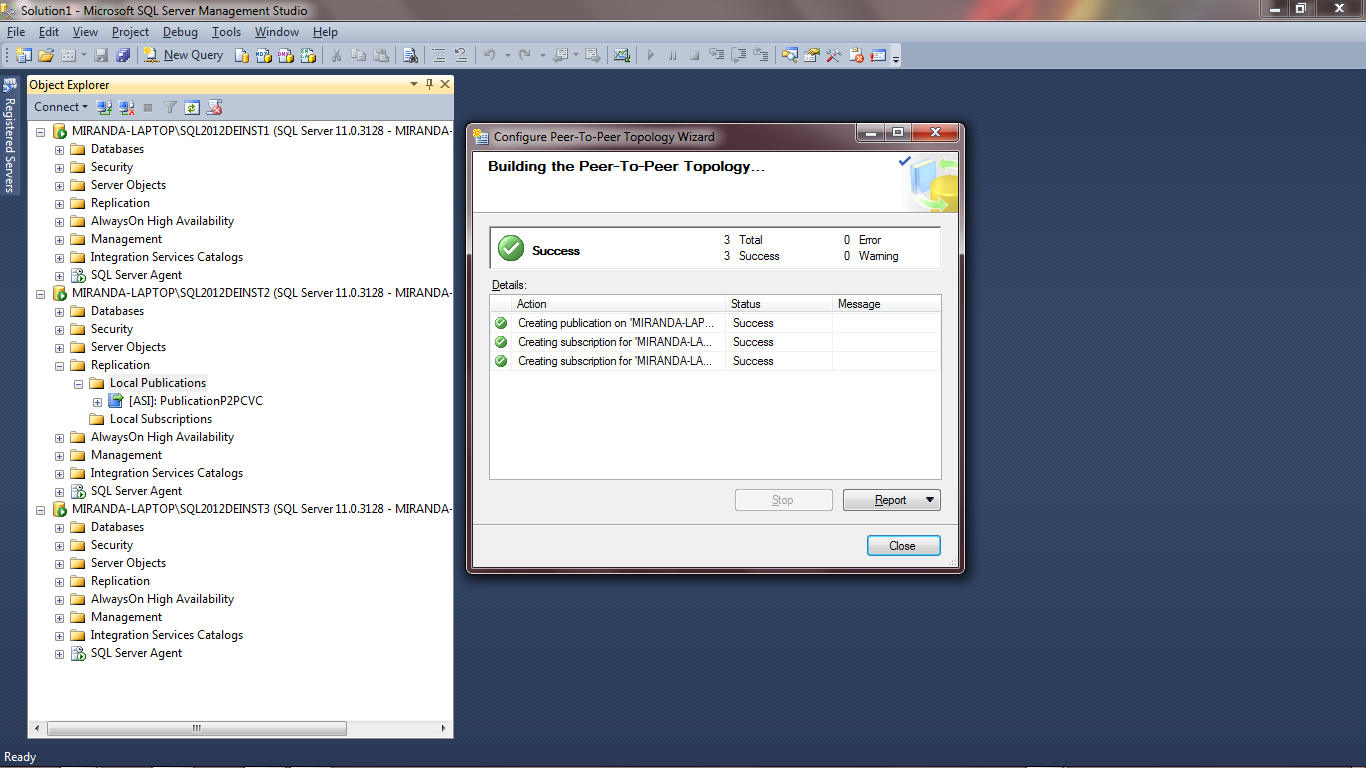 Solution1 - Microsoft SQL Server Management Studio
File Edit View Project Debug Tools Window Help
New Query
Registered Servers
Object Explorer
Connect
MIRANDA-LAPTOP\SQL2012DEINST1 (SQL Server 11.0.3128 - MIRANDA-
Databases
Security
Server Objects
Replication
AlwaysOn High Availability
Management
Integration Services Catalogs
SQL Server Agent
MIRANDA-LAPTOP\SQL2012DEINST2 (SQL Server 11.0.3128 - MIRANDA-
Databases
Security
Server Objects
Replication
Local Publications
[ASI]: PublicationP2PCVC
Local Subscriptions
AlwaysOn High Availability
Management
Integration Services Catalogs
SQL Server Agent
MIRANDA-LAPTOP\SQL2012DEINST3 (SQL Server 11.0.3128 - MIRANDA-
Databases
Security
Server Objects
Replication
AlwaysOn High Availability
Management
Integration Services Catalogs
SQL Server Agent
Configure Peer-To-Peer Topology Wizard
Building the Peer-To-Peer Topology...
Success
3 Total 0 Error
3 Success 0 Warning
Details:
Action Status Message
Creating publication on 'MIRANDA-LAP... Success
Creating subscription for 'MIRANDA-LA... Success
Creating subscription for 'MIRANDA-LA... Success
Stop Report
Close
Ready